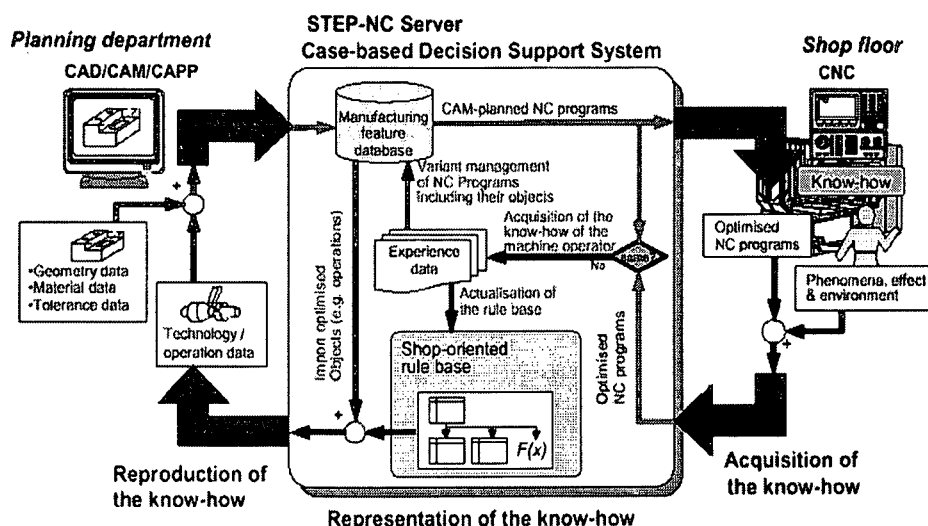 STEP-NC Server
Case-based Decision Support System
Planning department
CAD/CAM/CAPP
Shop floor
CNC
Manufacturing
feature
database
CAM-planned NC programs
Variant management
of NC Programs
including their objects
Acquisition of the
know-how of the
machine operator
same?
No
Know-how
Optimised
NC programs
Phenomena, effect
& environment
+
•Geometry data
•Material data
•Tolerance data
+
Technology /
operation data
Experience
data
Actualisation of
the rule base
Import optimised
Objects (e.g. operations)
Shop-oriented
rule base
F(x)
+
Optimised
NC programs
Reproduction of
the know-how
Acquisition of
the know-how
Representation of the know-how